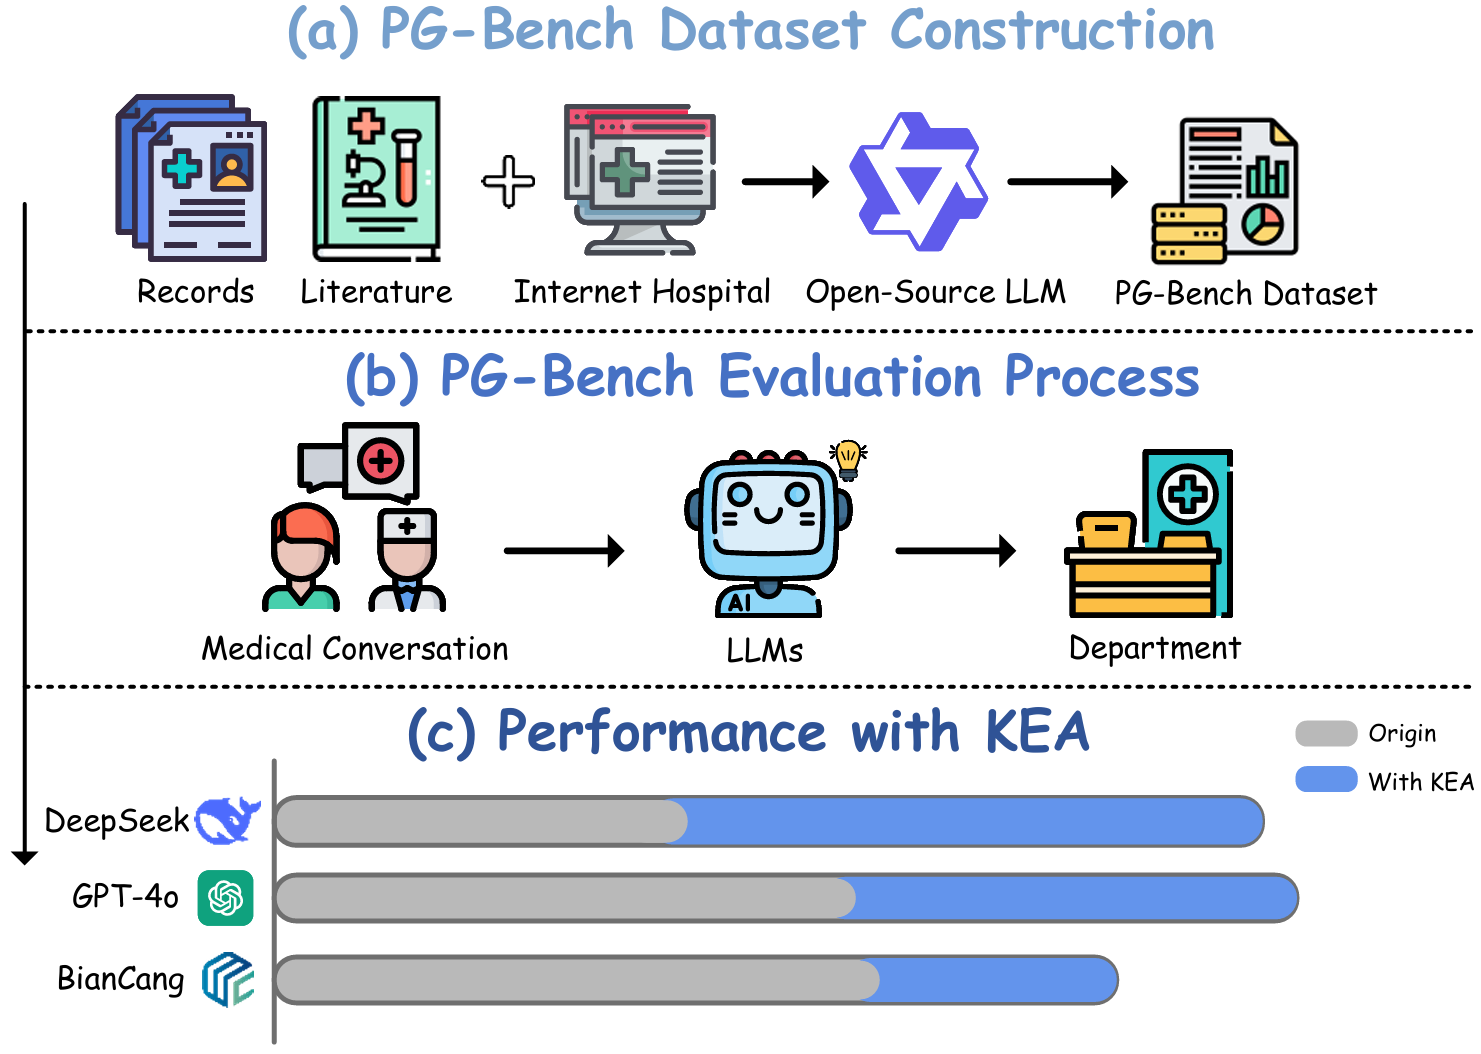 (a) PG-Bench Dataset Construction
Records
Literature
Internet Hospital
Open-Source LLM
PG-Bench Dataset
(b) PG-Bench Evaluation Process
AI
Medical Conversation
LLMs
Department
(c) Performance with KEA
Origin
With KEA
DeepSeek
GPT-4o
BianCang